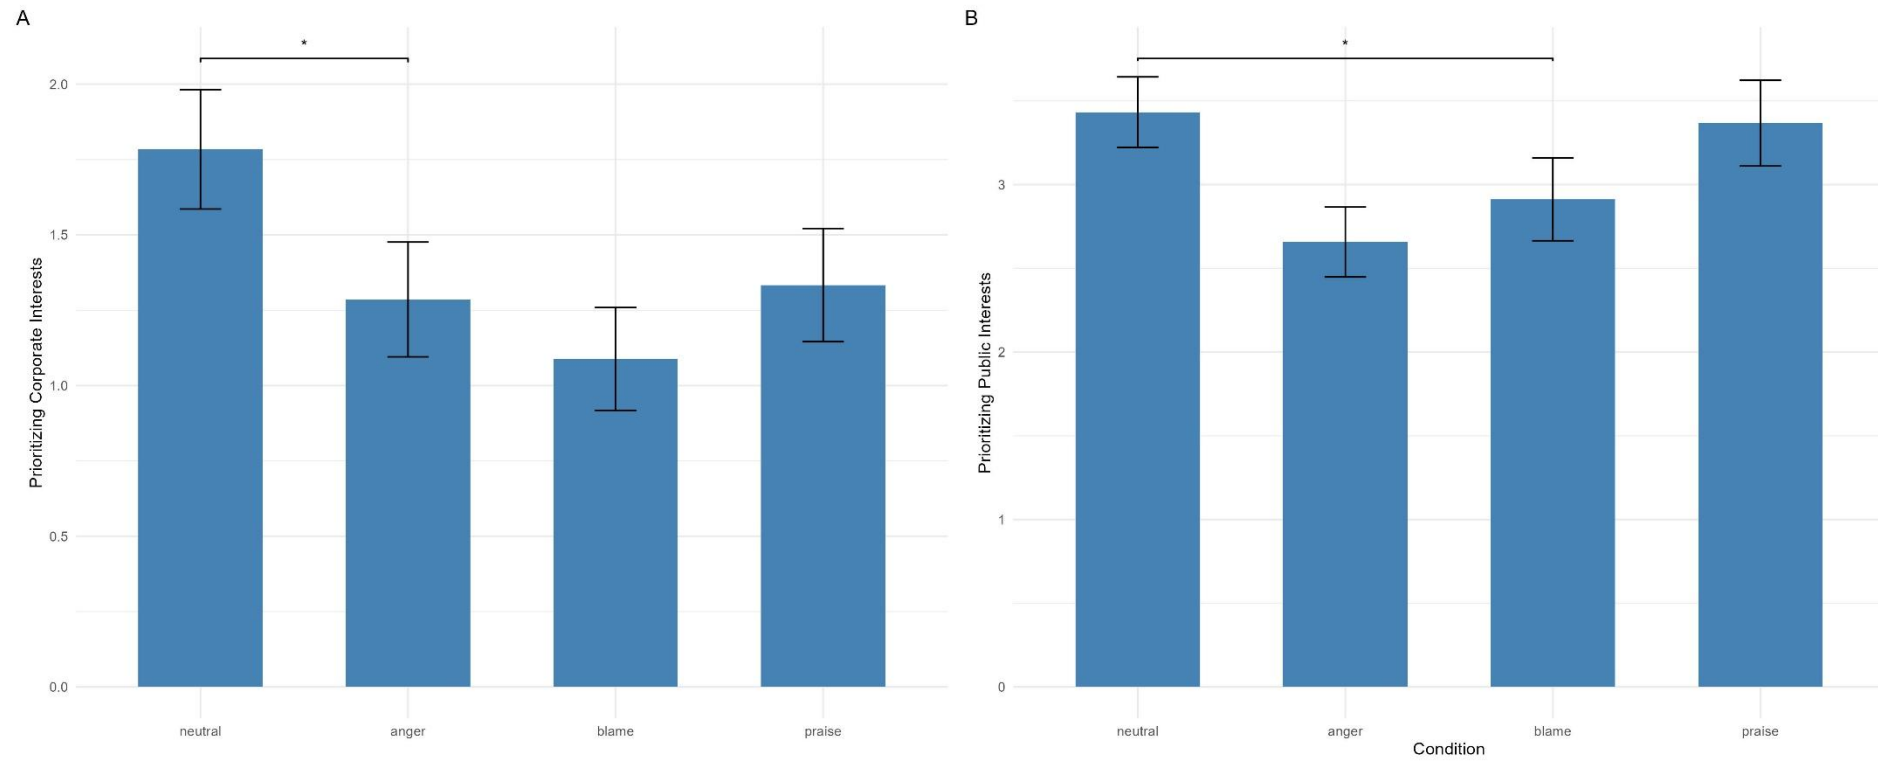 A
*
Prioritizing Corporate Interests
2.0
1.5
1.0
0.5
0.0
neutral
anger
blame
praise
B
*
Prioritizing Public Interests
3
2
1
0
neutral
anger
blame
praise
Condition